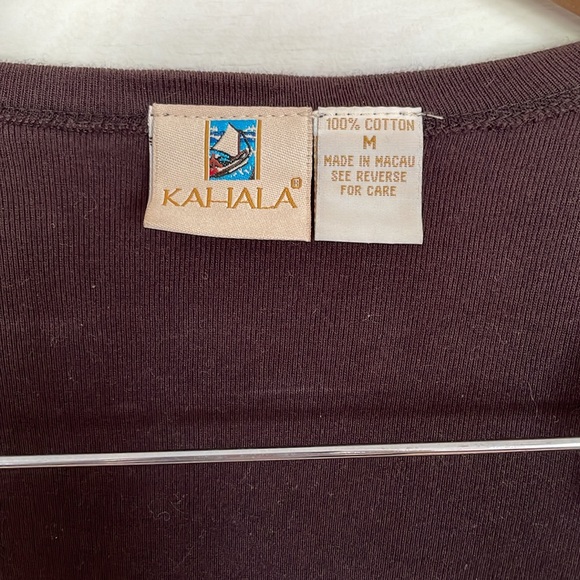 KAHALA®
100% COTTON
M
MADE IN MACAU
SEE REVERSE
FOR CARE